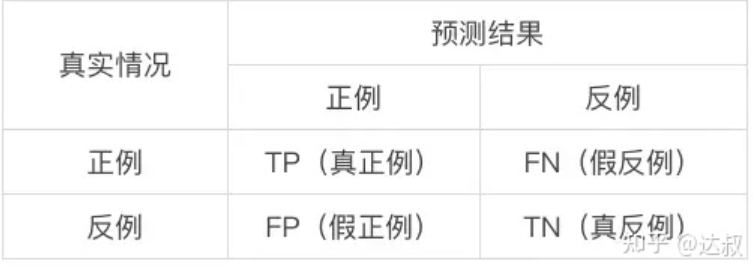 真实情况
预测结果
正例 反例
正例 TP（真正例） FN（假反例）
反例 FP（假正例） TN（真反例）
知乎 @达叔